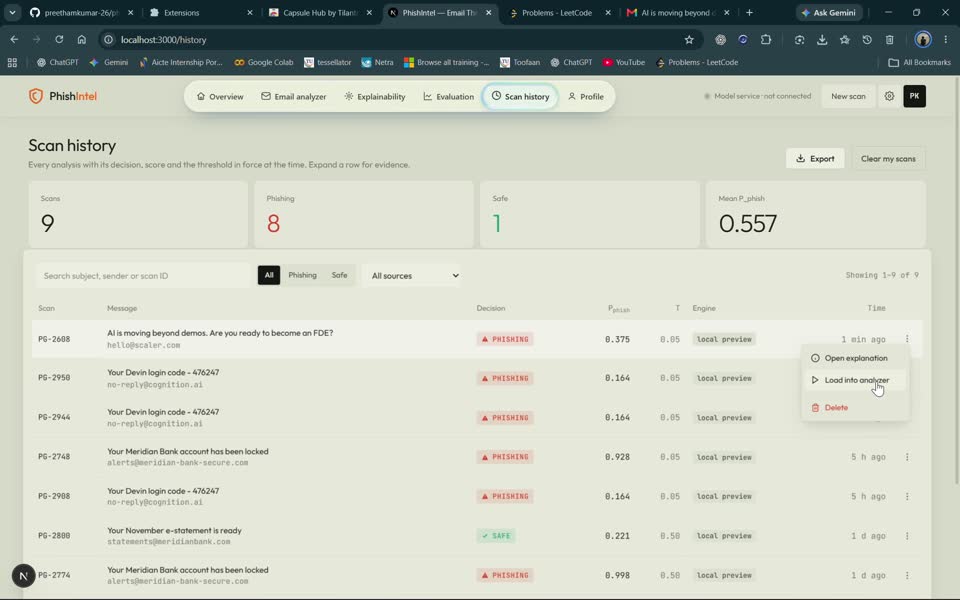 preethamkumar-26/ph
Extensions
Capsule Hub by Tilant
PhishIntel — Email Th
Problems - LeetCode
AI is moving beyond d
Ask Gemini
localhost:3000/history
ChatGPT
Gemini
Aicte Internship Por...
Google Colab
tessellator
Netra
Browse all training -...
Toofaan
ChatGPT
YouTube
Problems - LeetCode
All Bookmarks
PhishIntel
Overview
Email analyzer
Explainability
Evaluation
Scan history
Profile
Model service · not connected
New scan
PK
Scan history
Every analysis with its decision, score and the threshold in force at the time. Expand a row for evidence.
Export
Clear my scans
Scans
9
Phishing
8
Safe
1
Mean P_phish
0.557
Search subject, sender or scan ID
All
Phishing
Safe
All sources
Showing 1-9 of 9
Scan Message Decision Pphish T Engine Time
PG-2608 AI is moving beyond demos. Are you ready to become an FDE? PHISHING 0.375 0.05 local preview 1 min ago
hello@scaler.com
Open explanation
Load into analyzer
Delete
PG-2950 Your Devin login code - 476247 PHISHING 0.164 0.05 local preview
no-reply@cognition.ai
PG-2944 Your Devin login code - 476247 PHISHING 0.164 0.05 local preview
no-reply@cognition.ai
PG-2748 Your Meridian Bank account has been locked PHISHING 0.928 0.05 local preview 5 h ago
alerts@meridian-bank-secure.com
PG-2908 Your Devin login code - 476247 PHISHING 0.164 0.05 local preview 5 h ago
no-reply@cognition.ai
PG-2800 Your November e-statement is ready SAFE 0.221 0.50 local preview 1 d ago
statements@meridianbank.com
PG-2774 Your Meridian Bank account has been locked PHISHING 0.998 0.50 local preview 1 d ago
alerts@meridian-bank-secure.com
N